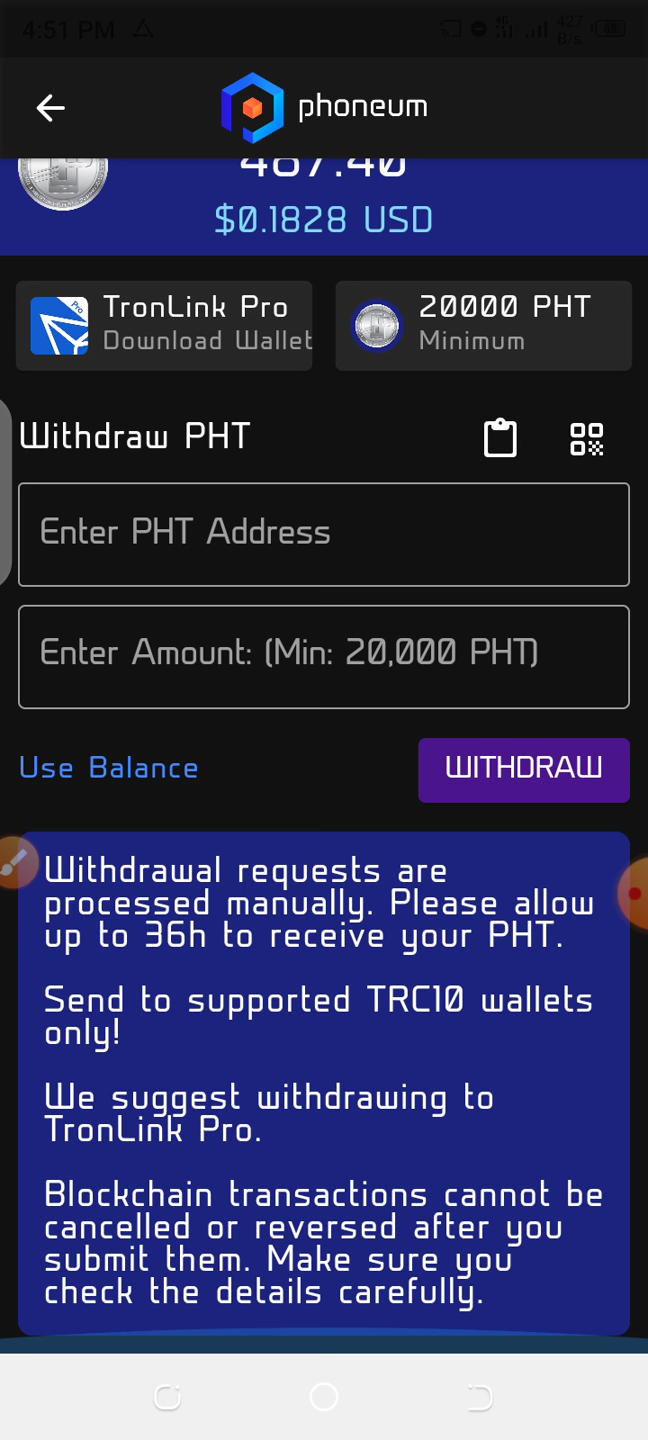 4:51 PM
4G
427
B/s
phoneum
$0.1828 USD
TronLink Pro
Download Wallet
20000 PHT
Minimum
Withdraw PHT
Enter PHT Address
Enter Amount: (Min: 20,000 PHT)
Use Balance
WITHDRAW
Withdrawal requests are
processed manually. Please allow
up to 36h to receive your PHT.
Send to supported TRC10 wallets
only!
We suggest withdrawing to
TronLink Pro.
Blockchain transactions cannot be
cancelled or reversed after you
submit them. Make sure you
check the details carefully.